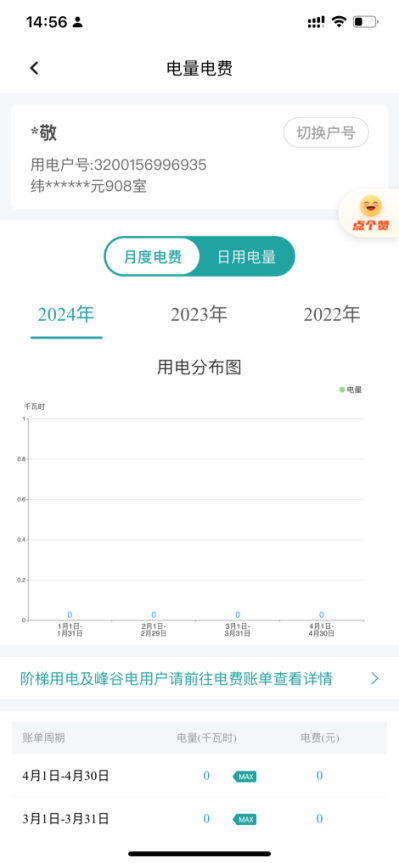 14:56
电量电费
*敬
切换户号
用电户号:3200156996935
纬******元908室
点个赞
月度电费 日用电量
2024年 2023年 2022年
用电分布图
电量
千瓦时
1
0.8
0.6
0.4
0.2
0
0 0 0 0
1月1日- 2月1日- 3月1日- 4月1日-
1月31日 2月29日 3月31日 4月30日
阶梯用电及峰谷电用户请前往电费账单查看详情
账单周期 电量(千瓦时) 电费(元)
4月1日-4月30日 0 MAX 0
3月1日-3月31日 0 MAX 0